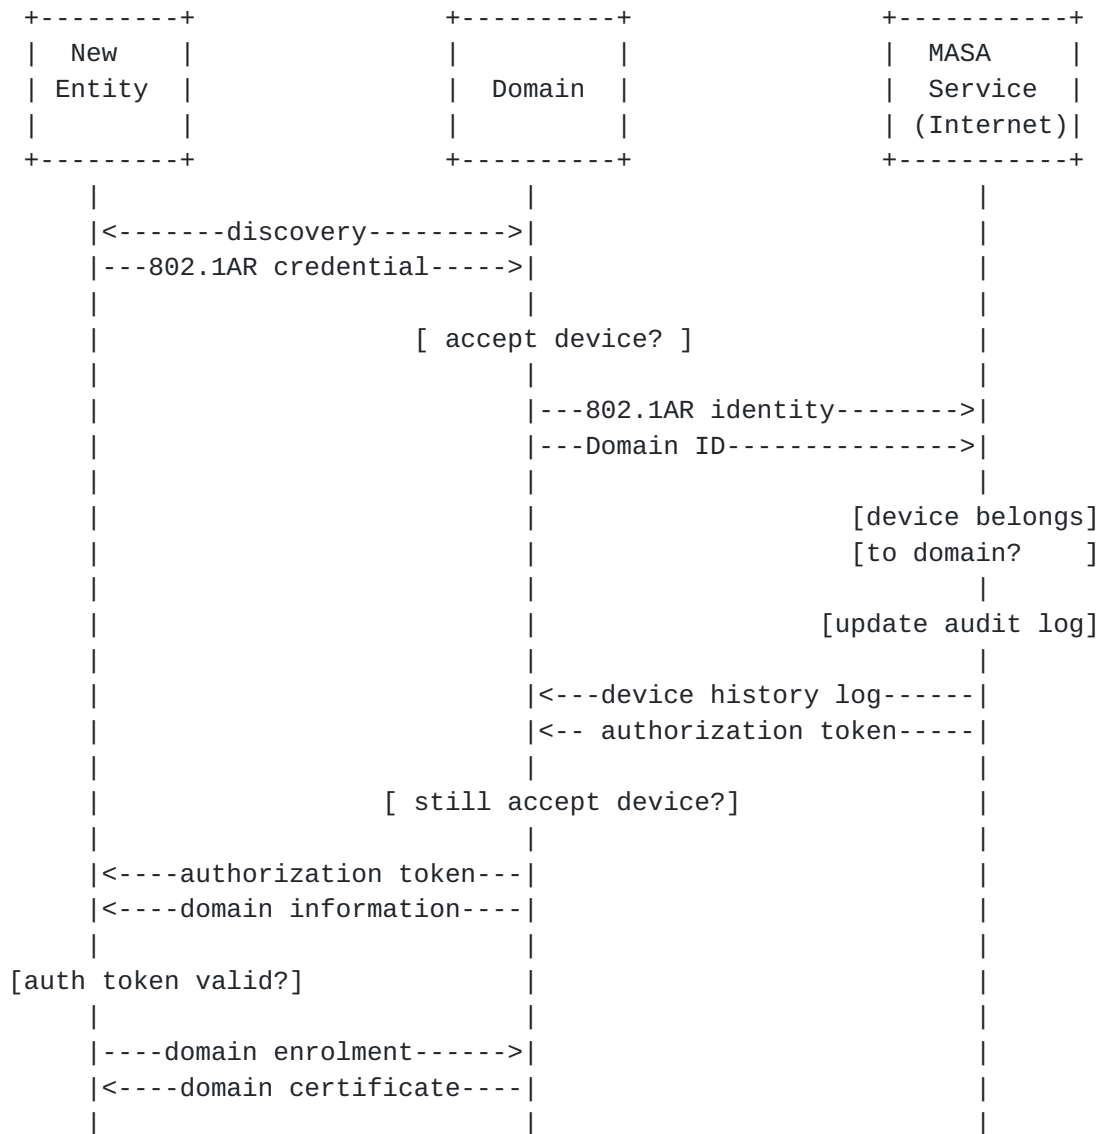 New MASA
Entity Domain Service
(Internet)
<-------discovery--------->
---802.1AR credential----->
[ accept device? ]
---802.1AR identity-------->
---Domain ID--------------->
[device belongs]
[to domain? ]
[update audit log]
<---device history log------
<-- authorization token-----
[ still accept device?]
<----authorization token---
<----domain information----
[auth token valid?]
----domain enrolment------>
<----domain certificate----